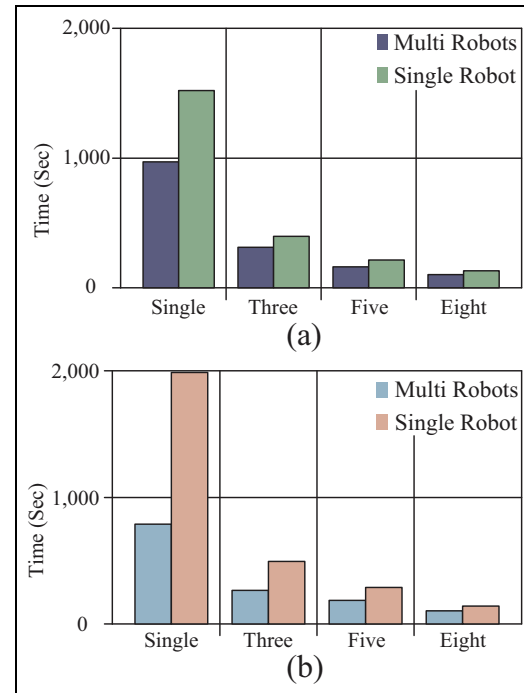 2,000
Multi Robots
Single Robot
1,000
Time (Sec)
0
Single Three Five Eight
(a)
2,000
Multi Robots
Single Robot
1,000
Time (Sec)
0
Single Three Five Eight
(b)